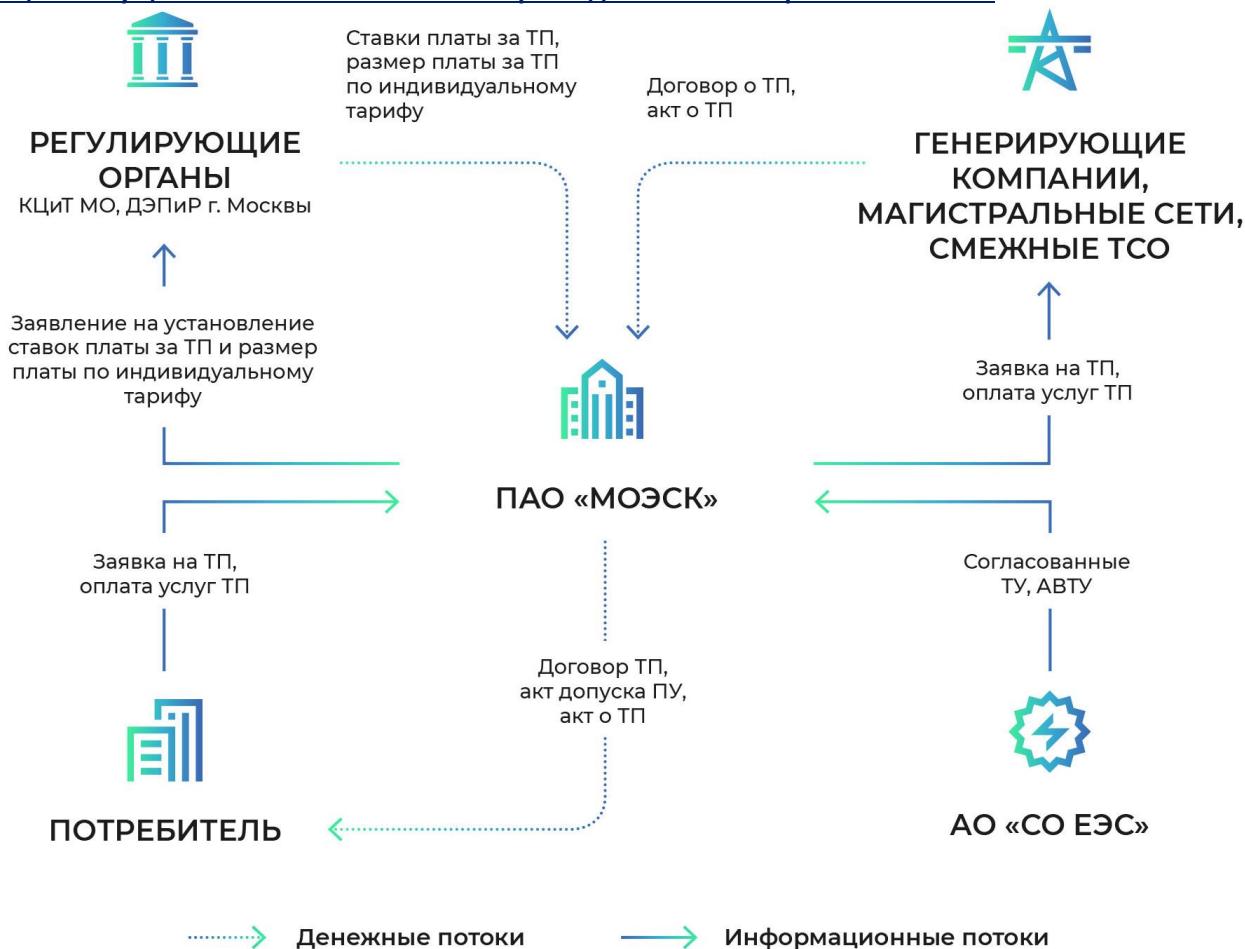 Ставки платы за ТП,
размер платы за ТП
по индивидуальному
тарифу
Договор о ТП,
акт о ТП
РЕГУЛИРУЮЩИЕ
ОРГАНЫ
КЦиТ МО, ДЭПиР г. Москвы
ГЕНЕРИРУЮЩИЕ
КОМПАНИИ,
МАГИСТРАЛЬНЫЕ СЕТИ,
СМЕЖНЫЕ ТСО
Заявление на установление
ставок платы за ТП и размер
платы по индивидуальному
тарифу
Заявка на ТП,
оплата услуг ТП
ПАО «МОЭСК»
Заявка на ТП,
оплата услуг ТП
Согласованные
ТУ, АВТУ
Договор ТП,
акт допуска ПУ,
акт о ТП
ПОТРЕБИТЕЛЬ
АО «СО ЕЭС»
Денежные потоки
Информационные потоки